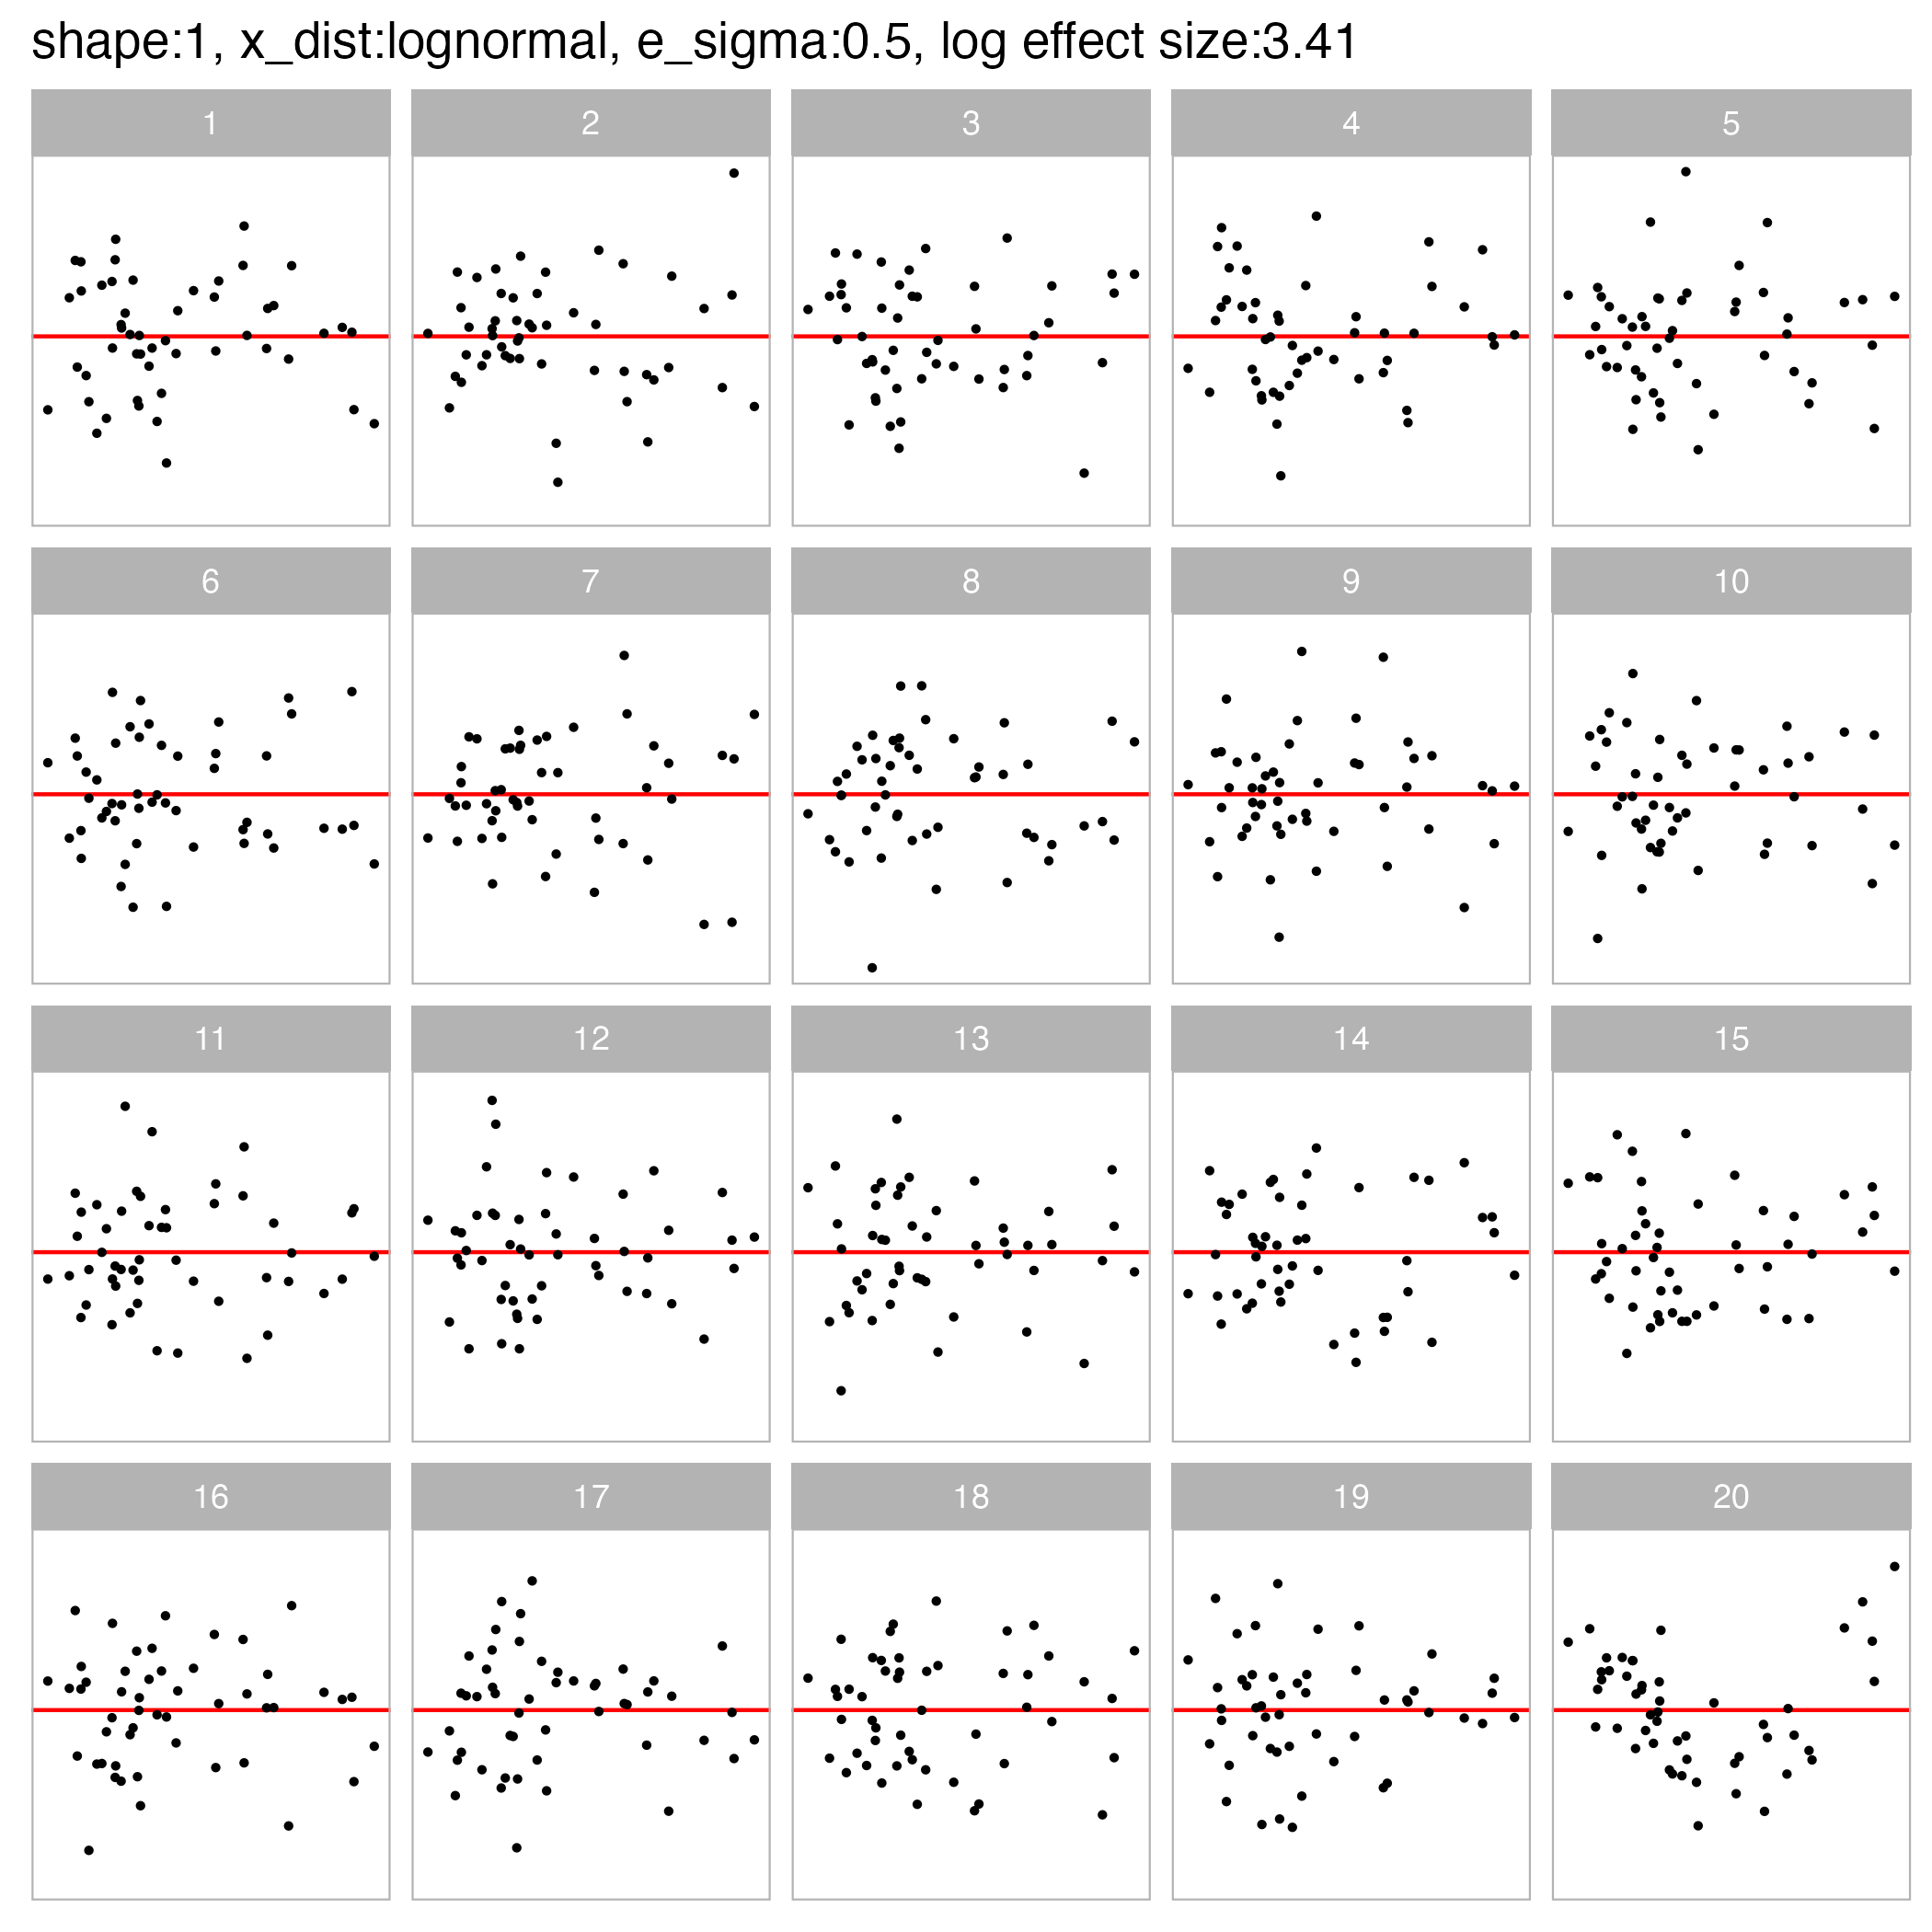 shape:1, x_dist:lognormal, e_sigma:0.5, log effect size:3.41
1 2 3 4 5
6 7 8 9 10
11 12 13 14 15
16 17 18 19 20